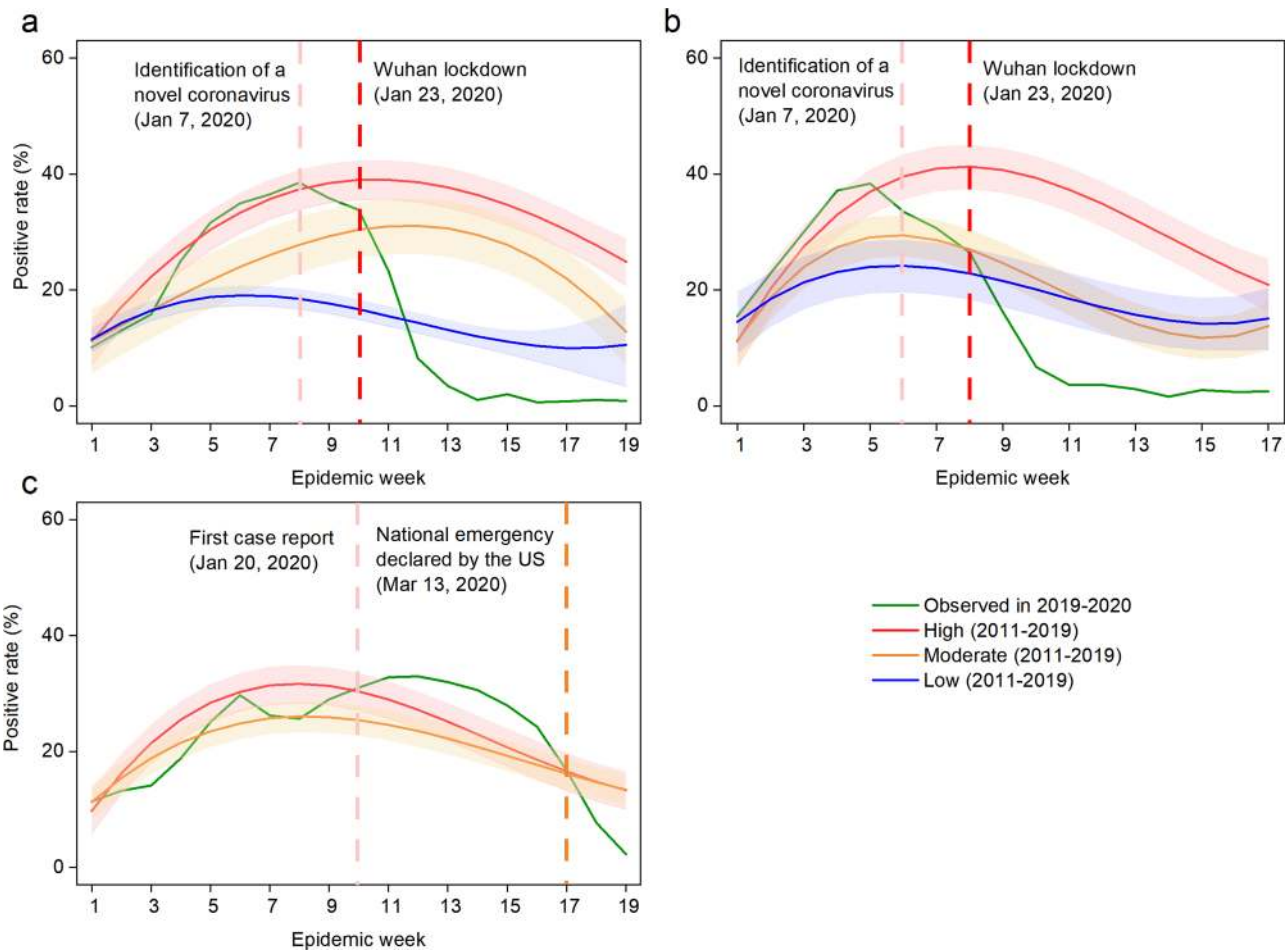 a
60
40
20
0
Positive rate (%)
Identification of a
novel coronavirus
(Jan 7, 2020)
Wuhan lockdown
(Jan 23, 2020)
1 3 5 7 9 11 13 15 17 19
Epidemic week
b
60
40
20
0
Identification of a
novel coronavirus
(Jan 7, 2020)
Wuhan lockdown
(Jan 23, 2020)
1 3 5 7 9 11 13 15 17
Epidemic week
c
60
40
20
0
Positive rate (%)
First case report
(Jan 20, 2020)
National emergency
declared by the US
(Mar 13, 2020)
1 3 5 7 9 11 13 15 17 19
Epidemic week
Observed in 2019-2020
High (2011-2019)
Moderate (2011-2019)
Low (2011-2019)